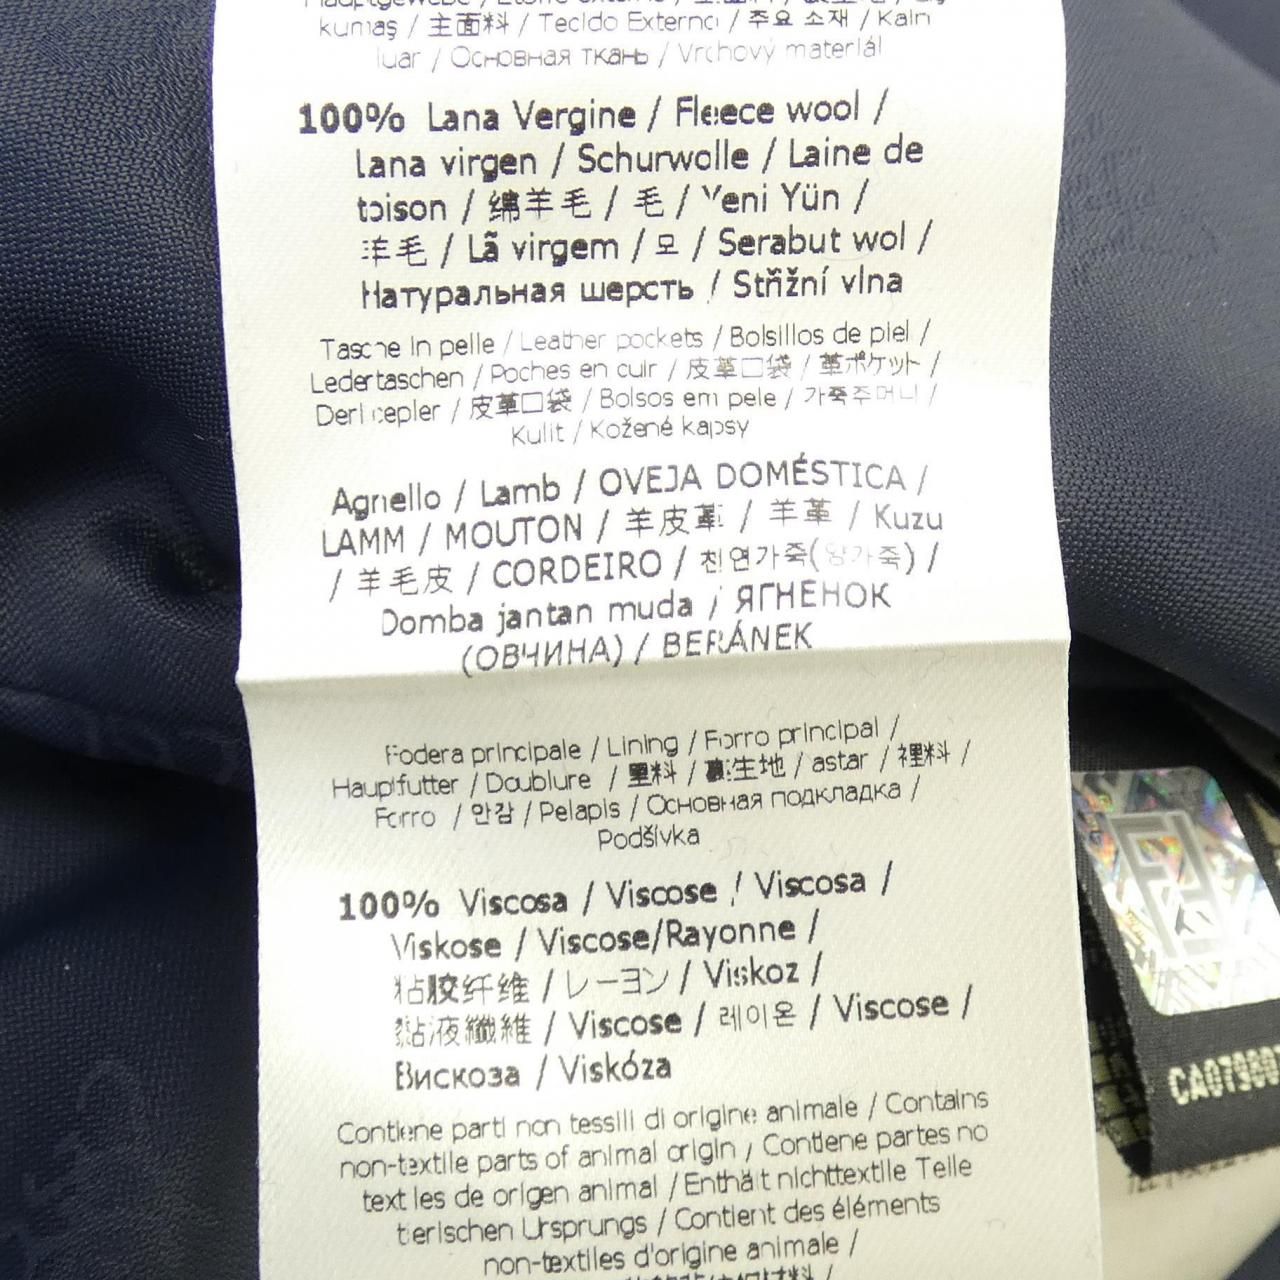 kumaş / 主面料 / Tecido Externo / 주요 소재 / Kain
luar / Основная ткань / Vrchový materiál
100% Lana Vergine / Fleece wool /
Lana virgen / Schurwolle / Laine de
toison / 绵羊毛 / 毛 / Yeni Yün /
羊毛 / Lã virgem / 모 / Serabut wol /
Натуральная шерсть / Střižní vlna
Tasche in pelle / Leather pockets / Bolsillos de piel /
Ledertaschen / Poches en cuir / 皮革口袋 / 革ポケット /
Deri cepler / 皮革口袋 / Bolsos em pele / 가죽주머니 /
Kulit / Kožené kapsy
Agnello / Lamb / OVEJA DOMÉSTICA /
LAMM / MOUTON / 羊皮革 / 羊革 / Kuzu
/ 羊毛皮 / CORDEIRO / 천연가죽(양가죽) /
Domba jantan muda / ЯГНЕНОК
(ОВЧИНА) / BERÁNEK
Fodera principale / Lining / Forro principal /
Hauptfutter / Doublure / 里料 / 裏生地 / astar / 裡料 /
Forro / 안감 / Pelapis / Основная подкладка /
Podšívka
100% Viscosa / Viscose / Viscosa /
Viskose / Viscose/Rayonne /
粘胶纤维 / レーヨン / Viskoz /
黏液纖維 / Viscose / 레이온 / Viscose /
Вискоза / Viskóza
Contiene parti non tessili di origine animale / Contains
non-textile parts of animal origin / Contiene partes no
textiles de origen animal / Enthält nichttextile Teile
tierischen Ursprungs / Contient des éléments
non-textiles d'origine animale /